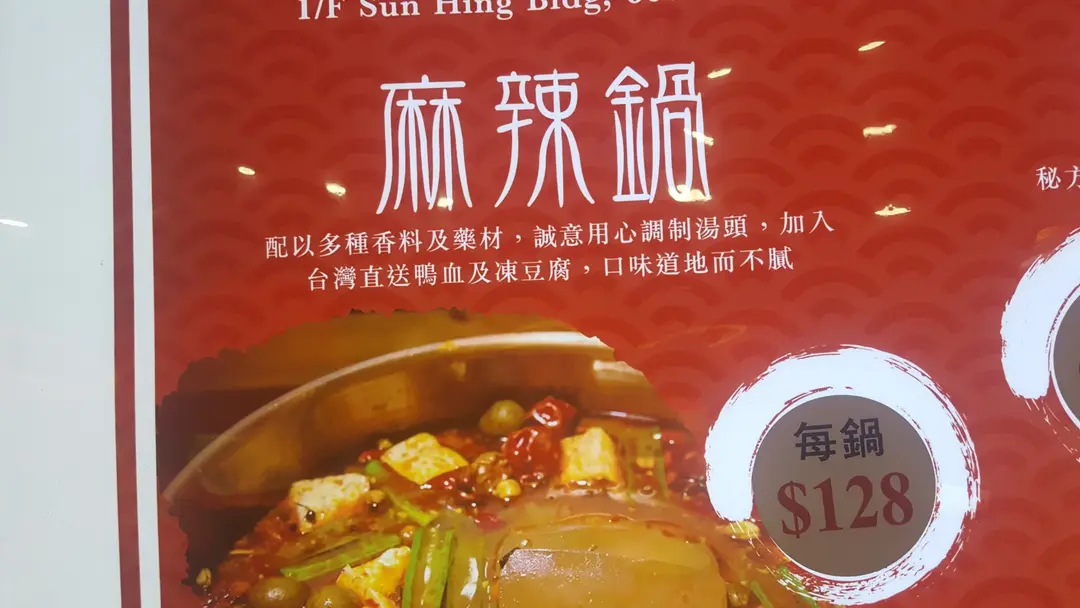 1/F Sun Hing Bldg,
麻辣鍋
配以多種香料及藥材，誠意用心調制湯頭，加入
台灣直送鴨血及凍豆腐，口味道地而不膩
秘方
每鍋
$128